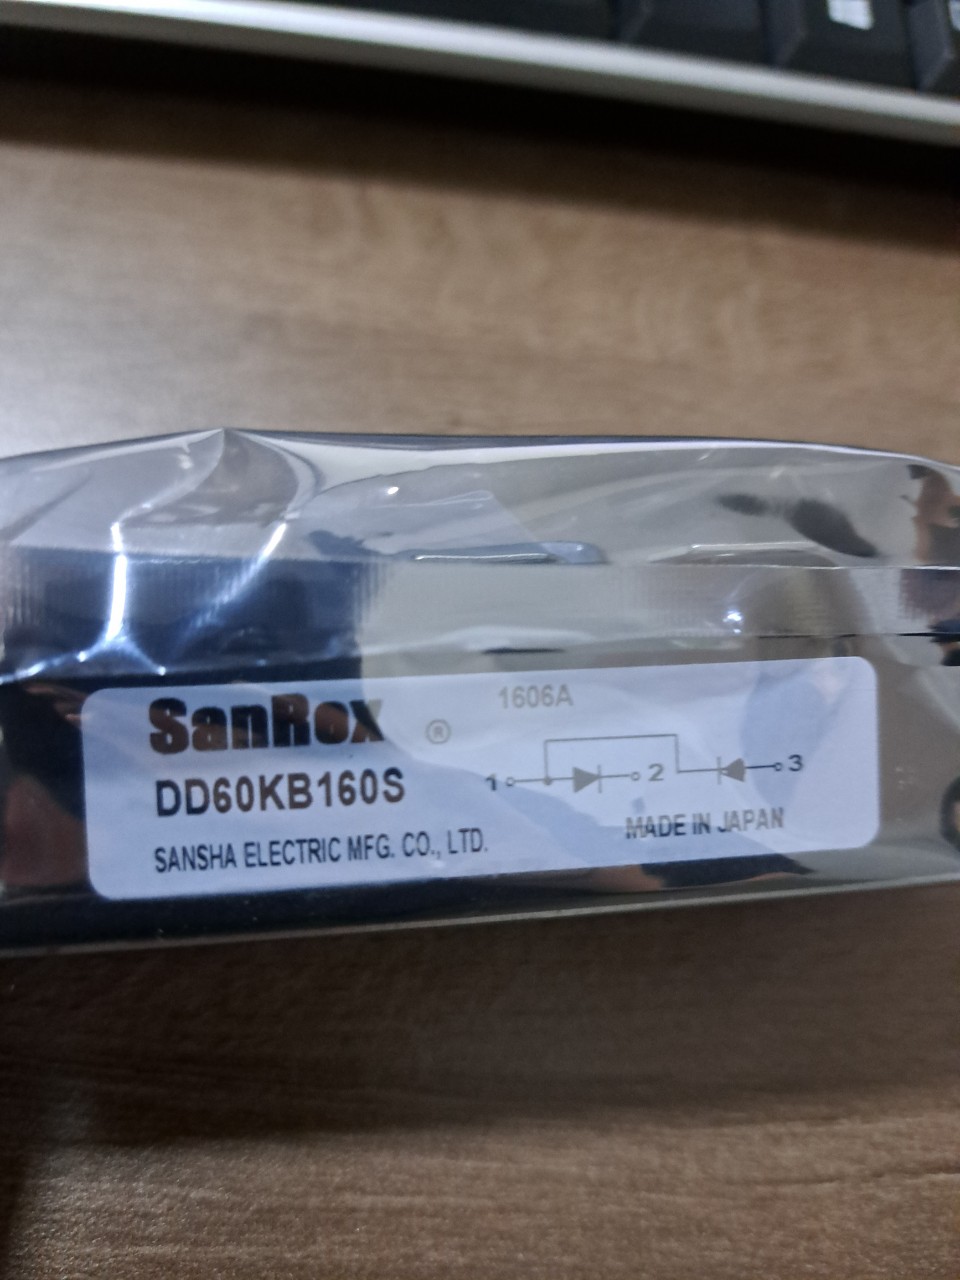 1606A
SanRex
®
DD60KB160S
1 2 3
MADE IN JAPAN
SANSHA ELECTRIC MFG. CO., LTD.